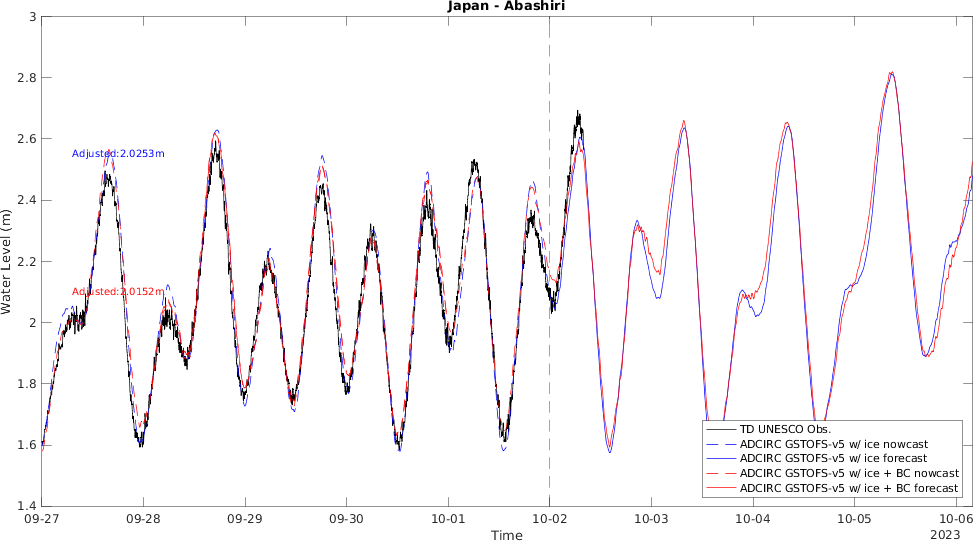 Japan - Abashiri
Water Level (m)
3
2.8
2.6
2.4
2.2
2
1.8
1.6
1.4
Adjusted:2.0253m
Adjusted:2.0152m
TD UNESCO Obs.
ADCIRC GSTOFS-v5 w/ ice nowcast
ADCIRC GSTOFS-v5 w/ ice forecast
ADCIRC GSTOFS-v5 w/ ice + BC nowcast
ADCIRC GSTOFS-v5 w/ ice + BC forecast
09-27 09-28 09-29 09-30 10-01 10-02 10-03 10-04 10-05 10-06
2023
Time